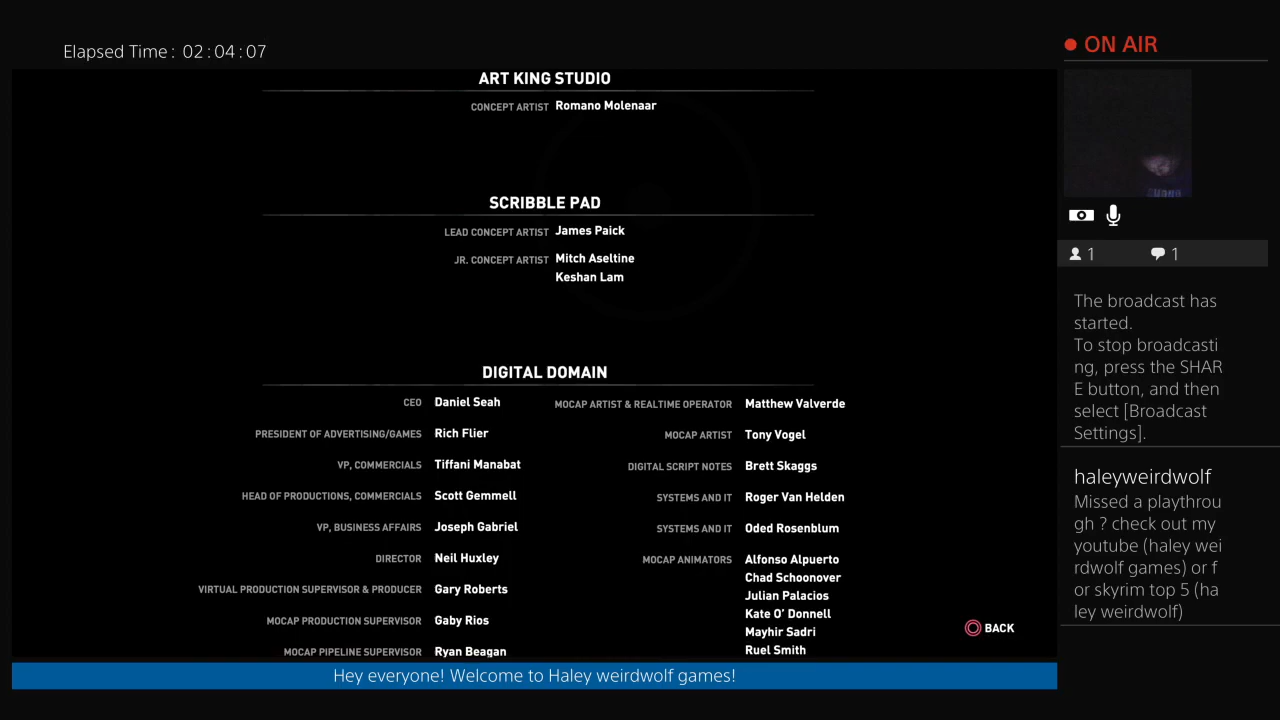 Elapsed Time : 02:04:07
ON AIR
ART KING STUDIO
CONCEPT ARTIST Romano Molenaar
SCRIBBLE PAD
LEAD CONCEPT ARTIST James Paick
JR. CONCEPT ARTIST Mitch Aseltine
Keshan Lam
DIGITAL DOMAIN
CEO Daniel Seah
PRESIDENT OF ADVERTISING/GAMES Rich Flier
VP, COMMERCIALS Tiffani Manabat
HEAD OF PRODUCTIONS, COMMERCIALS Scott Gemmell
VP, BUSINESS AFFAIRS Joseph Gabriel
DIRECTOR Neil Huxley
VIRTUAL PRODUCTION SUPERVISOR & PRODUCER Gary Roberts
MOCAP PRODUCTION SUPERVISOR Gaby Rios
MOCAP PIPELINE SUPERVISOR Ryan Beagan
MOCAP ARTIST & REALTIME OPERATOR Matthew Valverde
MOCAP ARTIST Tony Vogel
DIGITAL SCRIPT NOTES Brett Skaggs
SYSTEMS AND IT Roger Van Helden
SYSTEMS AND IT Oded Rosenblum
MOCAP ANIMATORS Alfonso Alpuerto
Chad Schoonover
Julian Palacios
Kate O' Donnell
Mayhir Sadri
Ruel Smith
BACK
Hey everyone! Welcome to Haley weirdwolf games!
1 1
The broadcast has
started.
To stop broadcasti
ng, press the SHAR
E button, and then
select [Broadcast
Settings].
haleyweirdwolf
Missed a playthrou
gh ? check out my
youtube (haley wei
rdwolf games) or f
or skyrim top 5 (ha
ley weirdwolf)